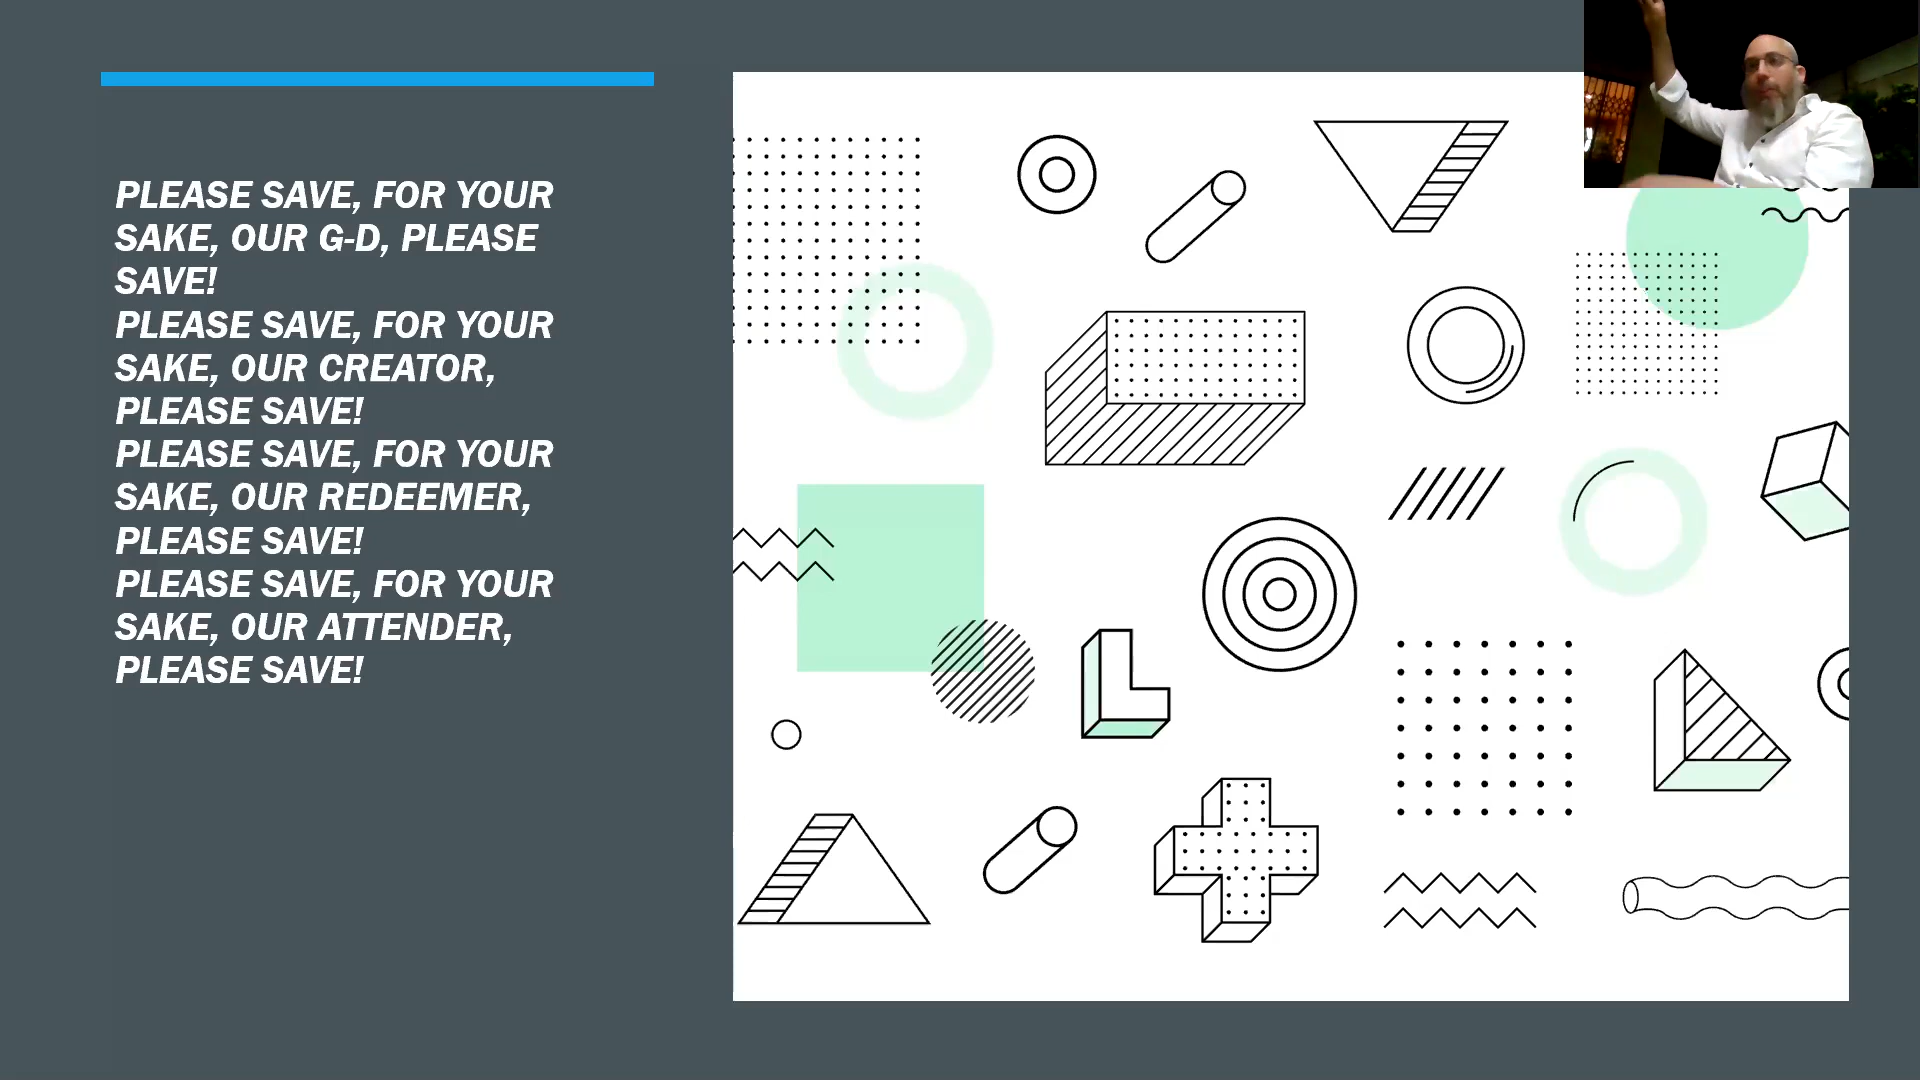 PLEASE SAVE, FOR YOUR
SAKE, OUR G-D, PLEASE
SAVE!
PLEASE SAVE, FOR YOUR
SAKE, OUR CREATOR,
PLEASE SAVE!
PLEASE SAVE, FOR YOUR
SAKE, OUR REDEEMER,
PLEASE SAVE!
PLEASE SAVE, FOR YOUR
SAKE, OUR ATTENDER,
PLEASE SAVE!